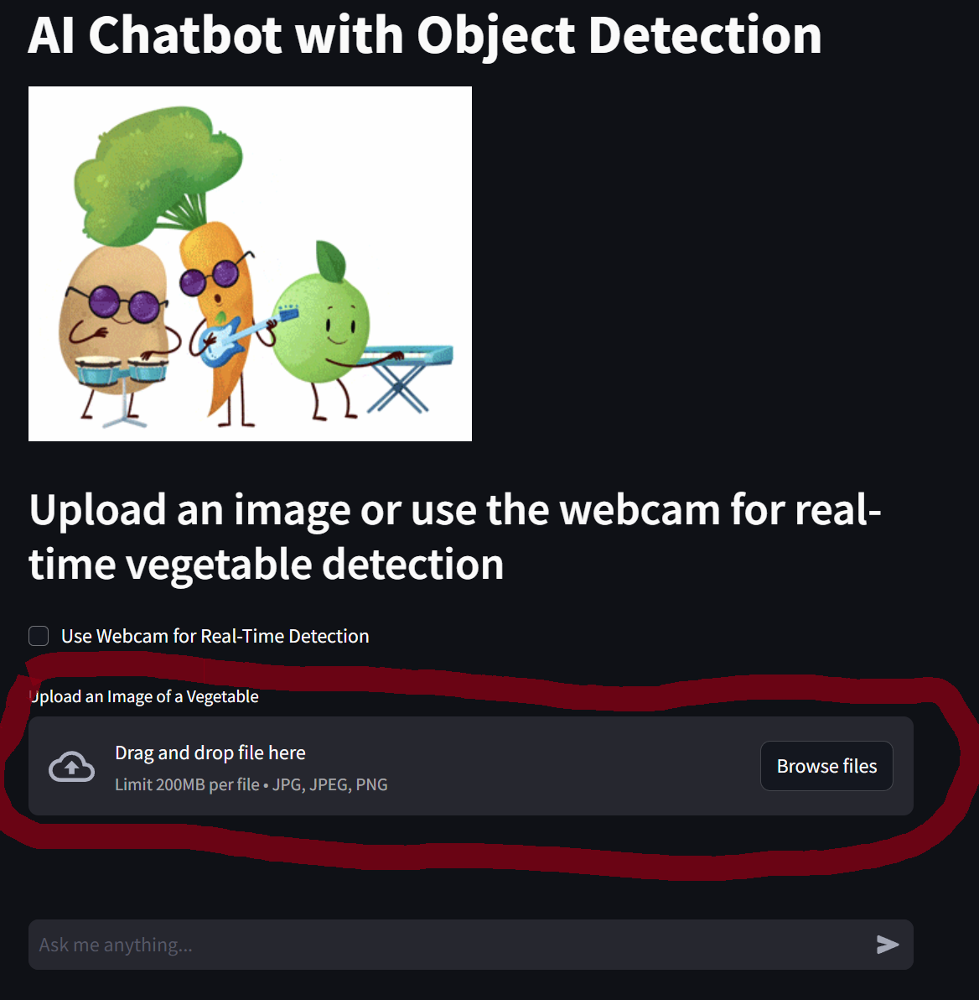 AI Chatbot with Object Detection
Upload an image or use the webcam for real-
time vegetable detection
Use Webcam for Real-Time Detection
Upload an Image of a Vegetable
Drag and drop file here
Limit 200MB per file • JPG, JPEG, PNG
Browse files
Ask me anything...